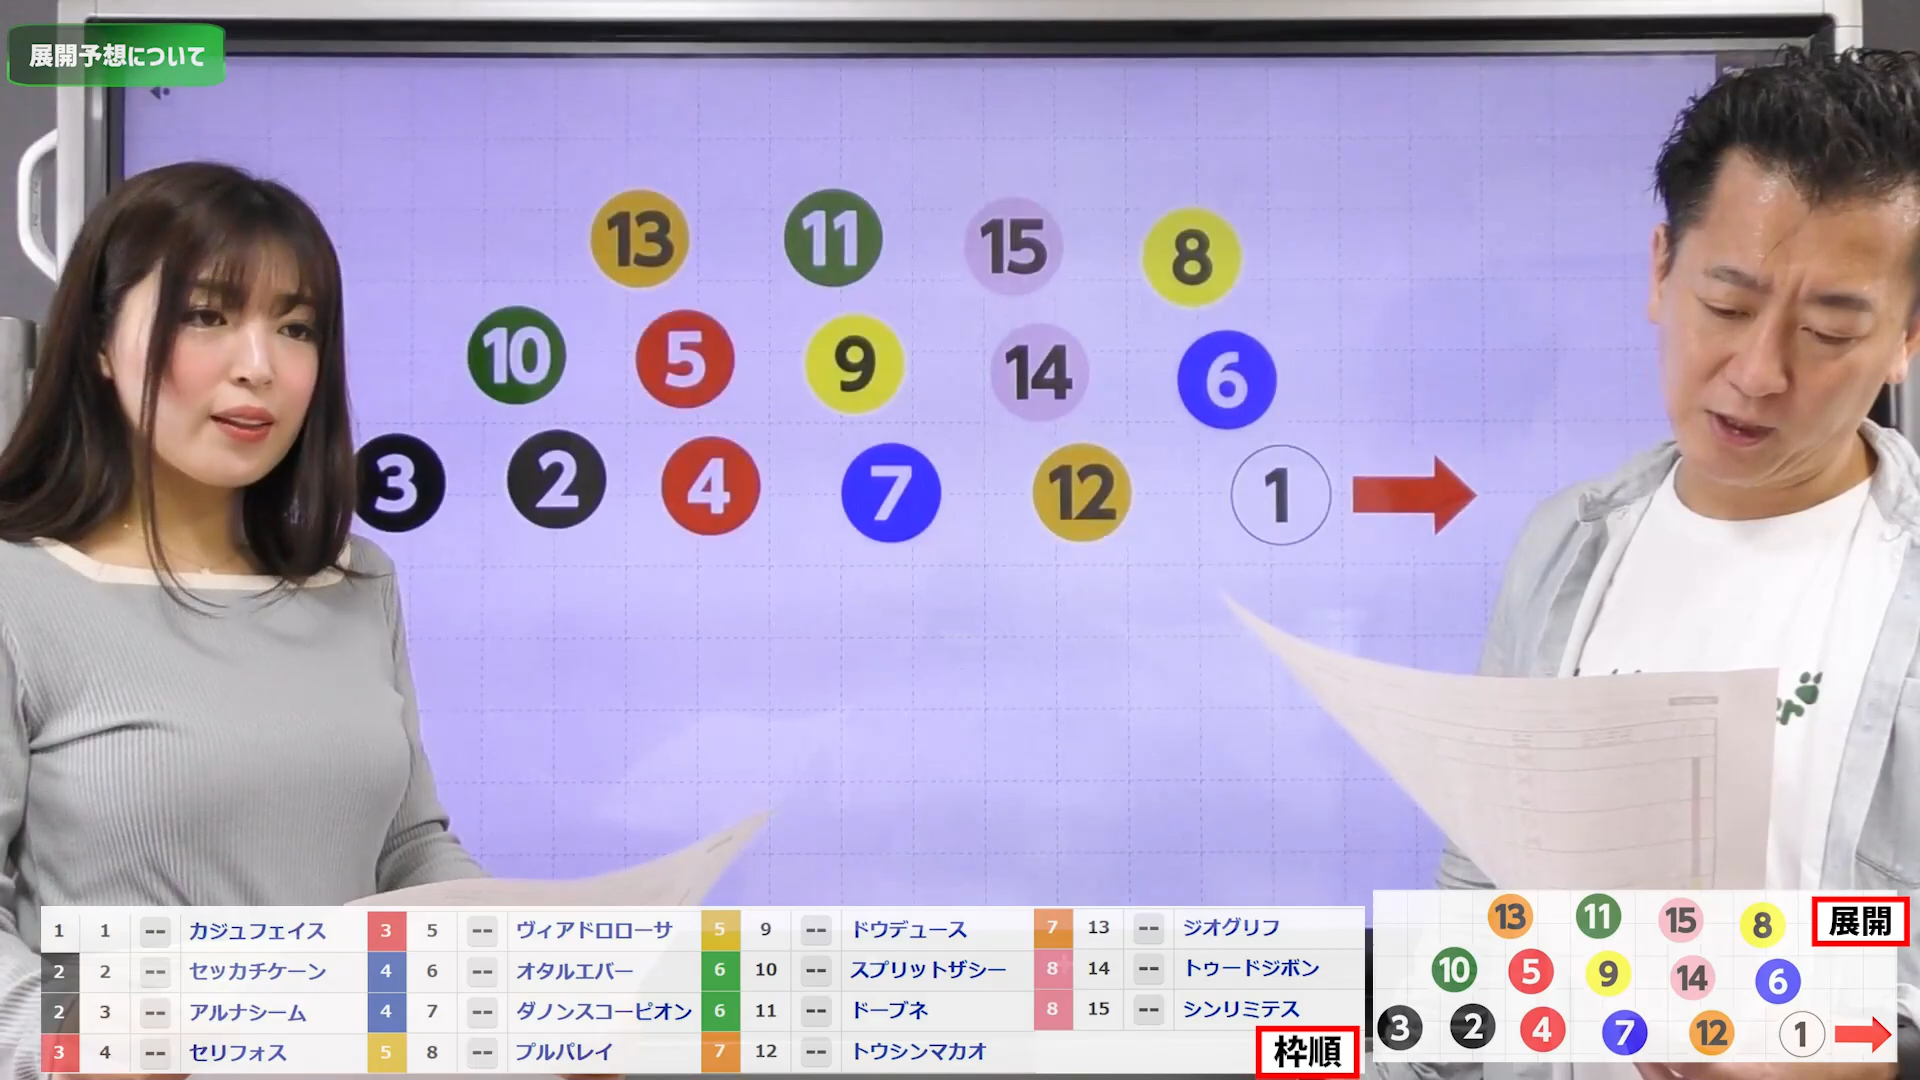 展開予想について
13 11 15 8
10 5 9 14 6
3 2 4 7 12 1
1 1 -- カジュフェイス 3 5 -- ヴィアドロローサ 5 9 -- ドウデュース 7 13 -- ジオグリフ
2 2 -- セッカチケーン 4 6 -- オタルエバー 6 10 -- スプリットザシー 8 14 -- トゥードジボン
2 3 -- アルナシーム 4 7 -- ダノンスコーピオン 6 11 -- ドーブネ 8 15 -- シンリミテス
3 4 -- セリフォス 5 8 -- プルパレイ 7 12 -- トウシンマカオ
枠順
展開
13 11 15 8
10 5 9 14 6
3 2 4 7 12 1